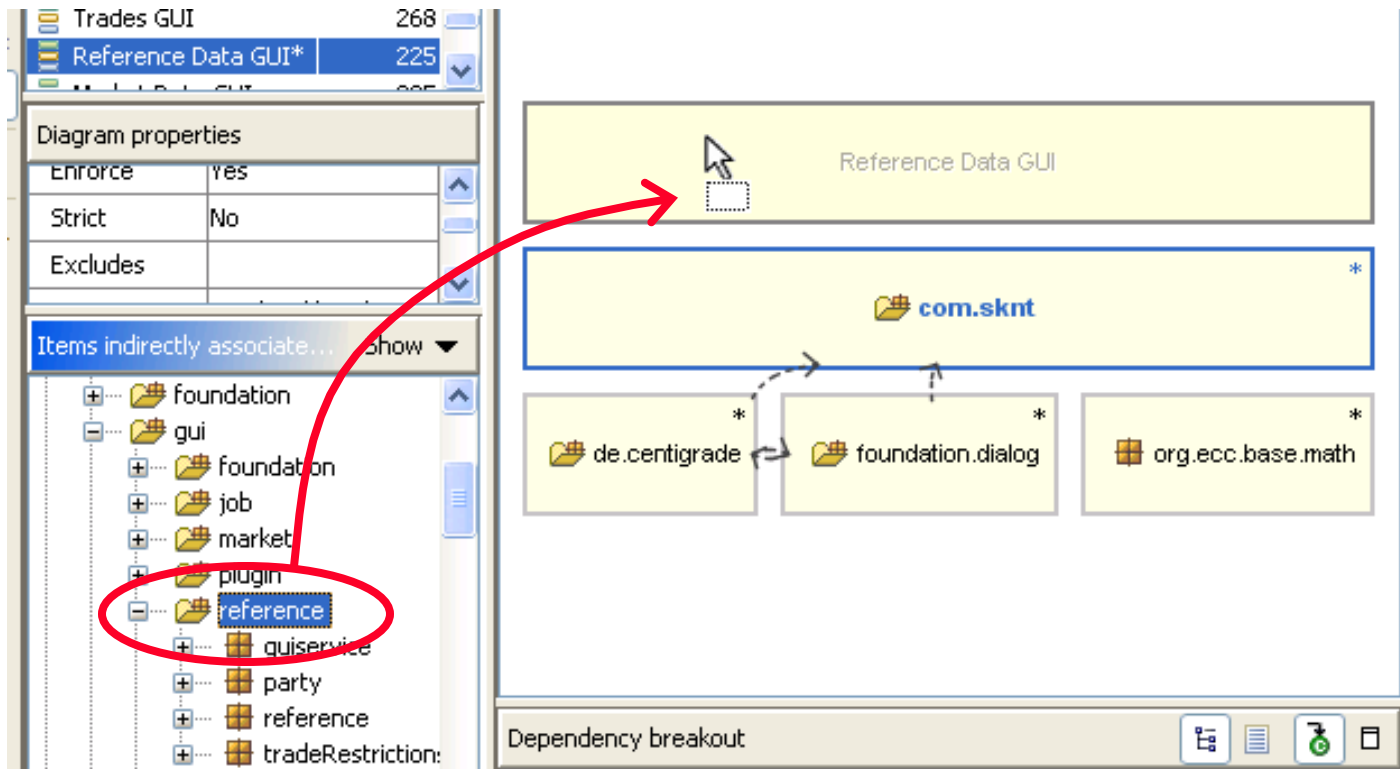 Trades GUI 268
Reference Data GUI* 225
Diagram properties
Enforce Yes
Strict No
Excludes
Items indirectly associate... Show
foundation
gui
foundation
job
market
plugin
reference
guiservice
party
reference
tradeRestrictions
Reference Data GUI
*
com.sknt
*
de.centigrade
*
foundation.dialog
*
org.ecc.base.math
Dependency breakout